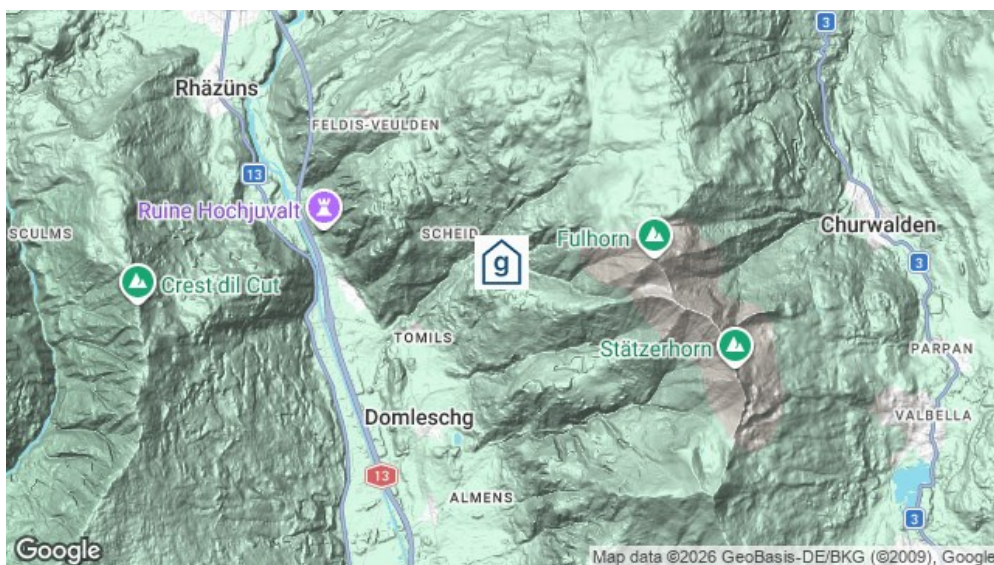 3
Rhäzüns
FELDIS-VEULDEN
13
Ruine Hochjuvalt
SCULMS
SCHEID
Fulhorn
Churwalden
g
3
Crest dil Cut
TOMILS
Stätzerhorn
PARPAN
Domleschg
VALBELLA
13
ALMENS
3
Google
Map data ©2026 GeoBasis-DE/BKG (©2009), Google